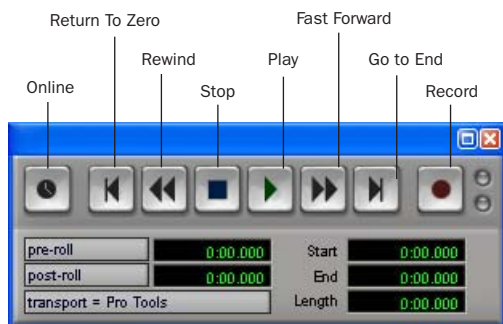 Return To Zero
Fast Forward
Rewind
Play
Go to End
Online
Stop
Record
pre-roll 0:00.000 Start 0:00.000
post-roll 0:00.000 End 0:00.000
transport = Pro Tools Length 0:00.000